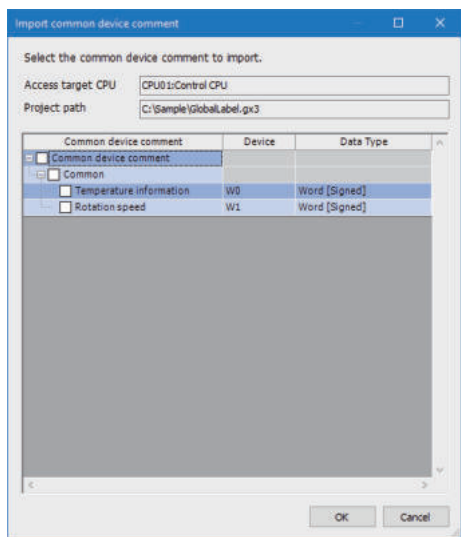 Import common device comment
Select the common device comment to import.
Access target CPU CPU01:Control CPU
Project path C:\Sample\GlobalLabel.gx3
Common device comment Device Data Type
Common device comment
Common
Temperature information W0 Word [Signed]
Rotation speed W1 Word [Signed]
OK Cancel